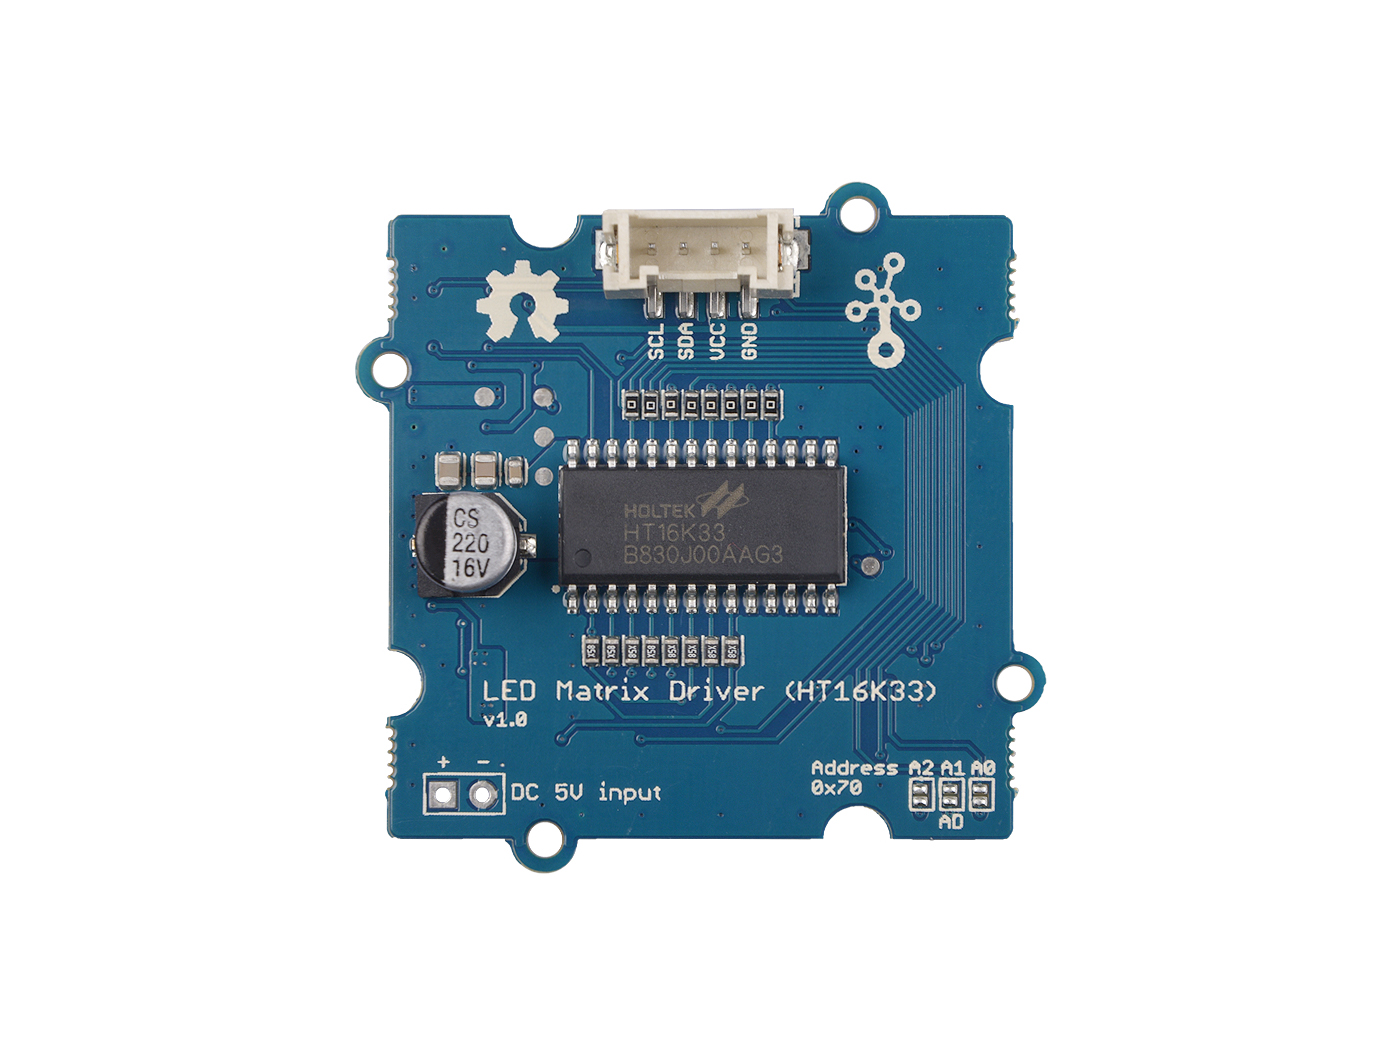 SCL
SDA
VCC
GND
HOLTEK
HT16K33
B830J00AAG3
CS
220
16V
LED Matrix Driver (HT16K33)
v1.0
+ -
DC 5V input
Address A2 A1 A0
0x70
AD